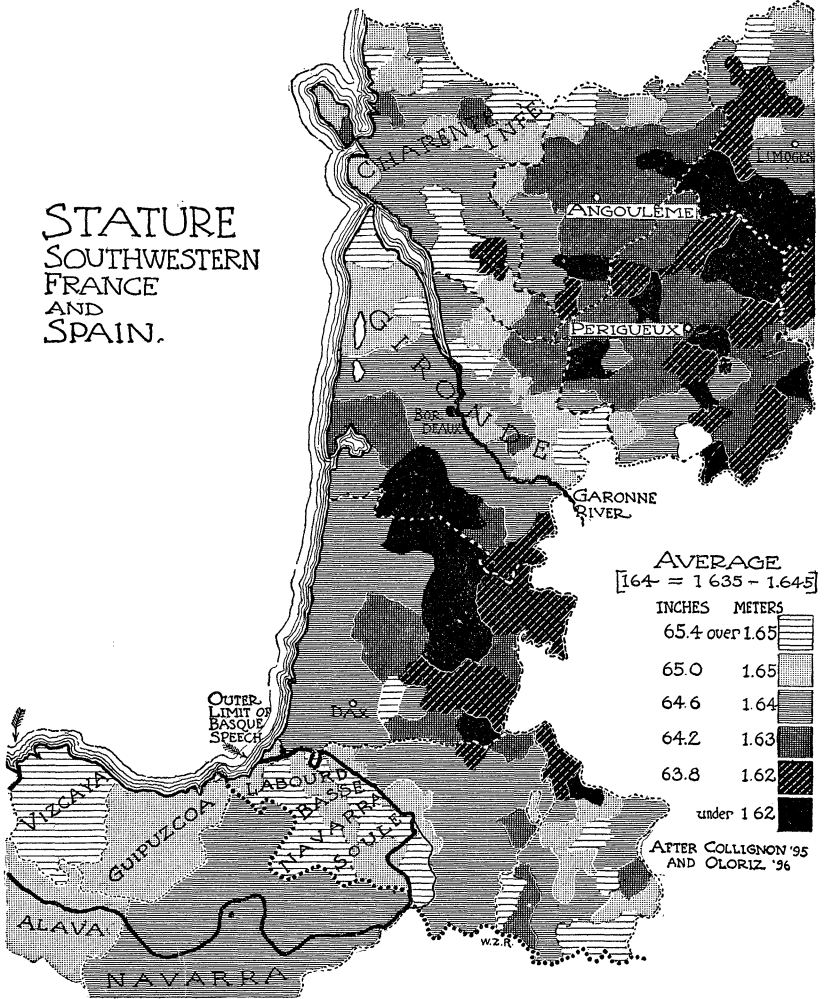 STATURE
SOUTHWESTERN
FRANCE
AND
SPAIN.
CHARENTE INFE
LIMOGES
ANGOULÊME
PERIGUEUX
GIRONDE
BOR
DEAUX
GARONNE
RIVER
AVERAGE
[164 = 1 635 - 1.645]
INCHES METERS
65.4 over 1.65
65.0 1.65
64.6 1.64
64.2 1.63
63.8 1.62
under 1 62
AFTER COLLIGNON '95
AND OLORIZ '96
DAX
OUTER
LIMIT OF
BASQUE
SPEECH
LABOURD
BASSE
NAVARRA
SOULE
VIZCAYA
GUIPUZCOA
ALAVA
NAVARRA
W.Z.R.